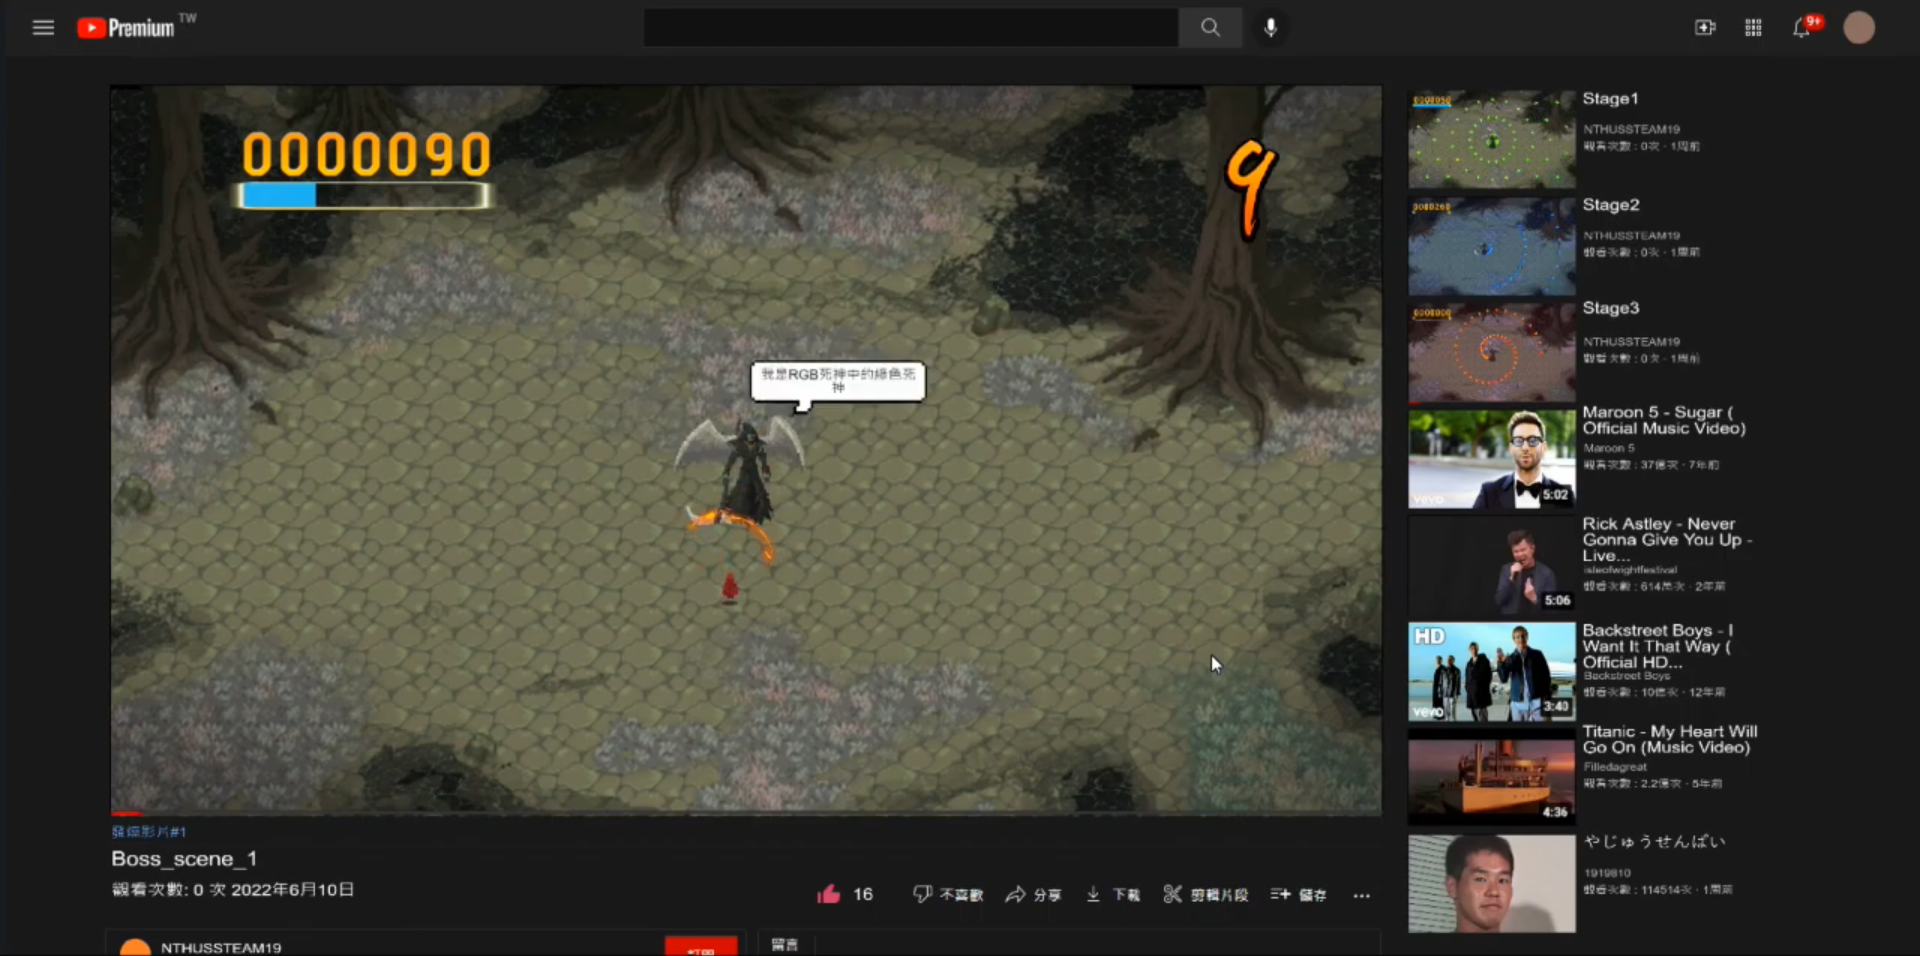 Premium TW
9+
0000090
9
我是RGB死神中的綠色死
神
發燒影片#1
Boss_scene_1
觀看次數: 0 次 2022年6月10日
16
不喜歡
分享
下載
剪輯片段
儲存
NTHUSSTEAM19
訂閱
留言
0000090
Stage1
NTHUSSTEAM19
觀看次數：0次・1周前
0000260
Stage2
NTHUSSTEAM19
觀看次數：0次・1周前
Stage3
NTHUSSTEAM19
觀看次數：0次・1周前
Maroon 5 - Sugar (
Official Music Video)
Maroon 5
觀看次數：37億次・7年前
vevo
5:02
Rick Astley - Never
Gonna Give You Up -
Live...
isleofwightfestival
觀看次數：614萬次・2年前
5:06
HD
Backstreet Boys - I
Want It That Way (
Official HD...
Backstreet Boys
觀看次數：10億次・12年前
vevo
3:40
Titanic - My Heart Will
Go On (Music Video)
Filledagreat
觀看次數：2.2億次・5年前
4:36
やじゅうせんぱい
1919810
觀看次數：114514次・1周前